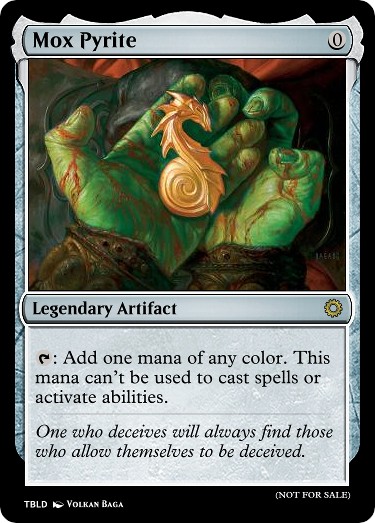 Mox Pyrite 0
Legendary Artifact
: Add one mana of any color. This
mana can't be used to cast spells or
activate abilities.
One who deceives will always find those
who allow themselves to be deceived.
(NOT FOR SALE)
TBLD Volkan Baga